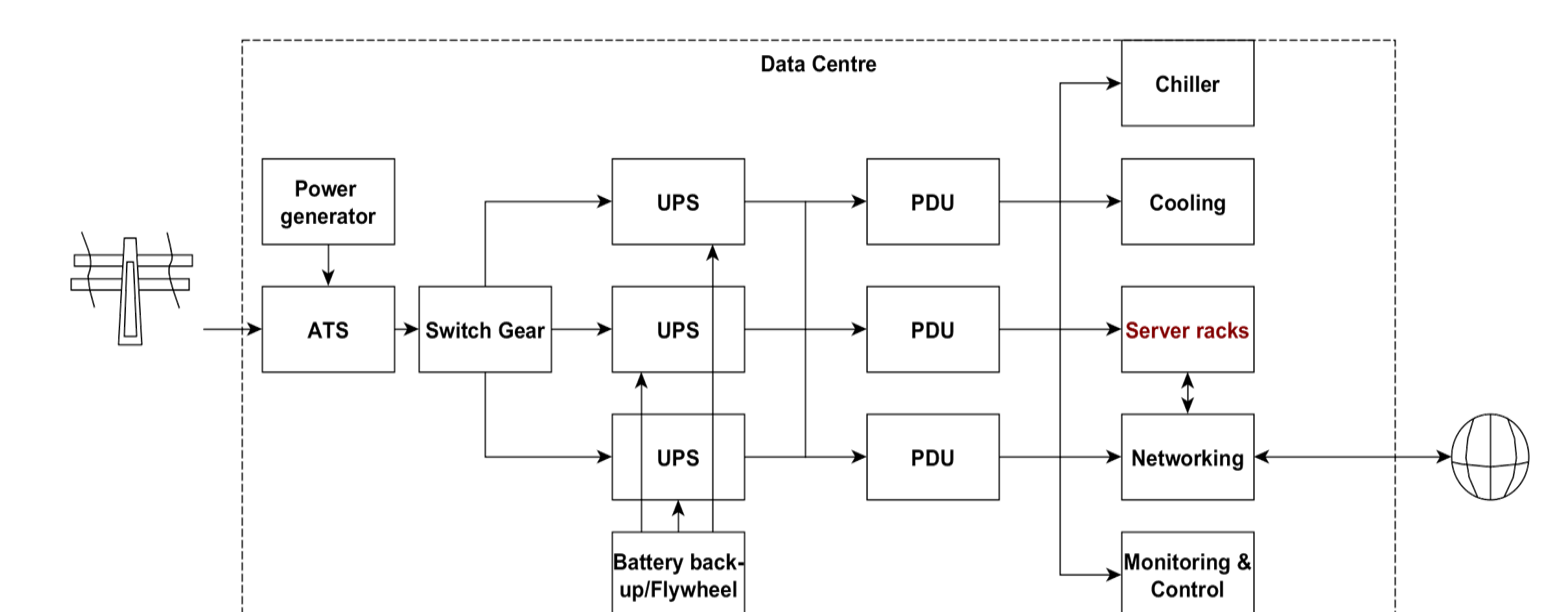 Data Centre
Chiller
Power
generator
UPS
PDU
Cooling
ATS
Switch Gear
UPS
PDU
Server racks
UPS
PDU
Networking
Battery back-
up/Flywheel
Monitoring &
Control